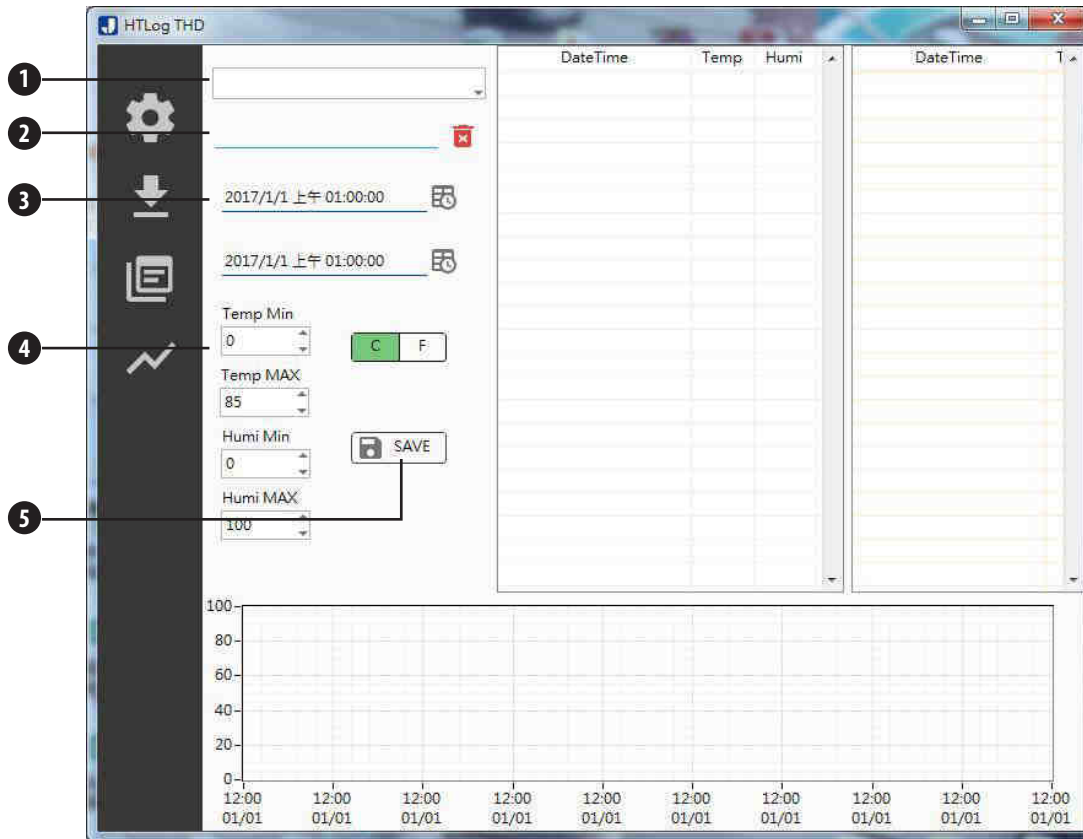 HTLog THD
DateTime Temp Humi
DateTime T
1
2
3
2017/1/1 上午 01:00:00
2017/1/1 上午 01:00:00
Temp Min
4
0
C F
Temp MAX
85
Humi Min
SAVE
0
Humi MAX
5
100
100
80
60
40
20
0
12:00 12:00 12:00 12:00 12:00 12:00 12:00 12:00 12:00 12:00
01/01 01/01 01/01 01/01 01/01 01/01 01/01 01/01 01/01 01/01